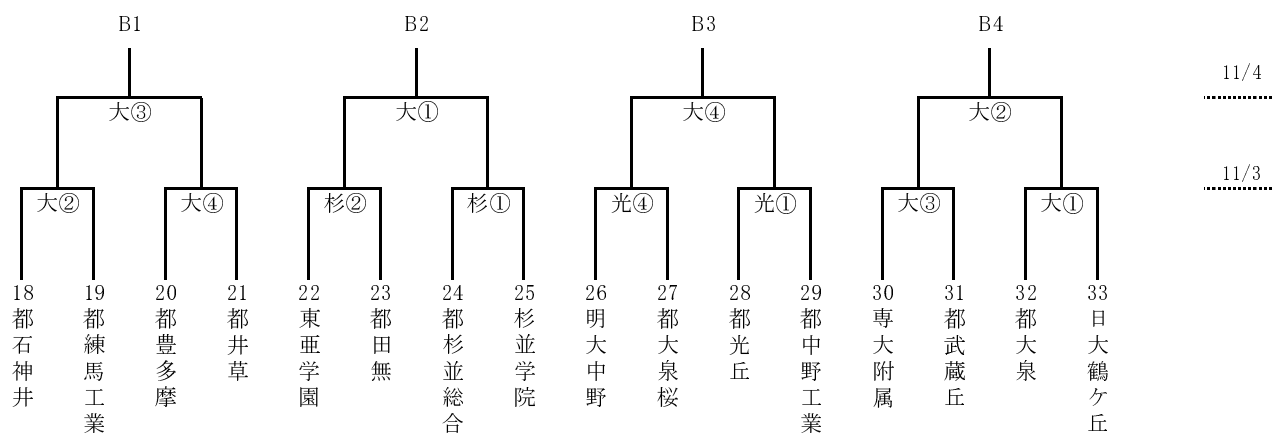 B1 B2 B3 B4
11/4
大③ 大① 大④ 大②
11/3
大② 大④ 杉② 杉① 光④ 光① 大③ 大①
18 19 20 21 22 23 24 25 26 27 28 29 30 31 32 33
都石神井
都練馬工業
都豊多摩
都井草
東亜学園
都田無
都杉並総合
杉並学院
明大中野
都大泉桜
都光丘
都中野工業
専大附属
都武蔵丘
都大泉
日大鶴ケ丘